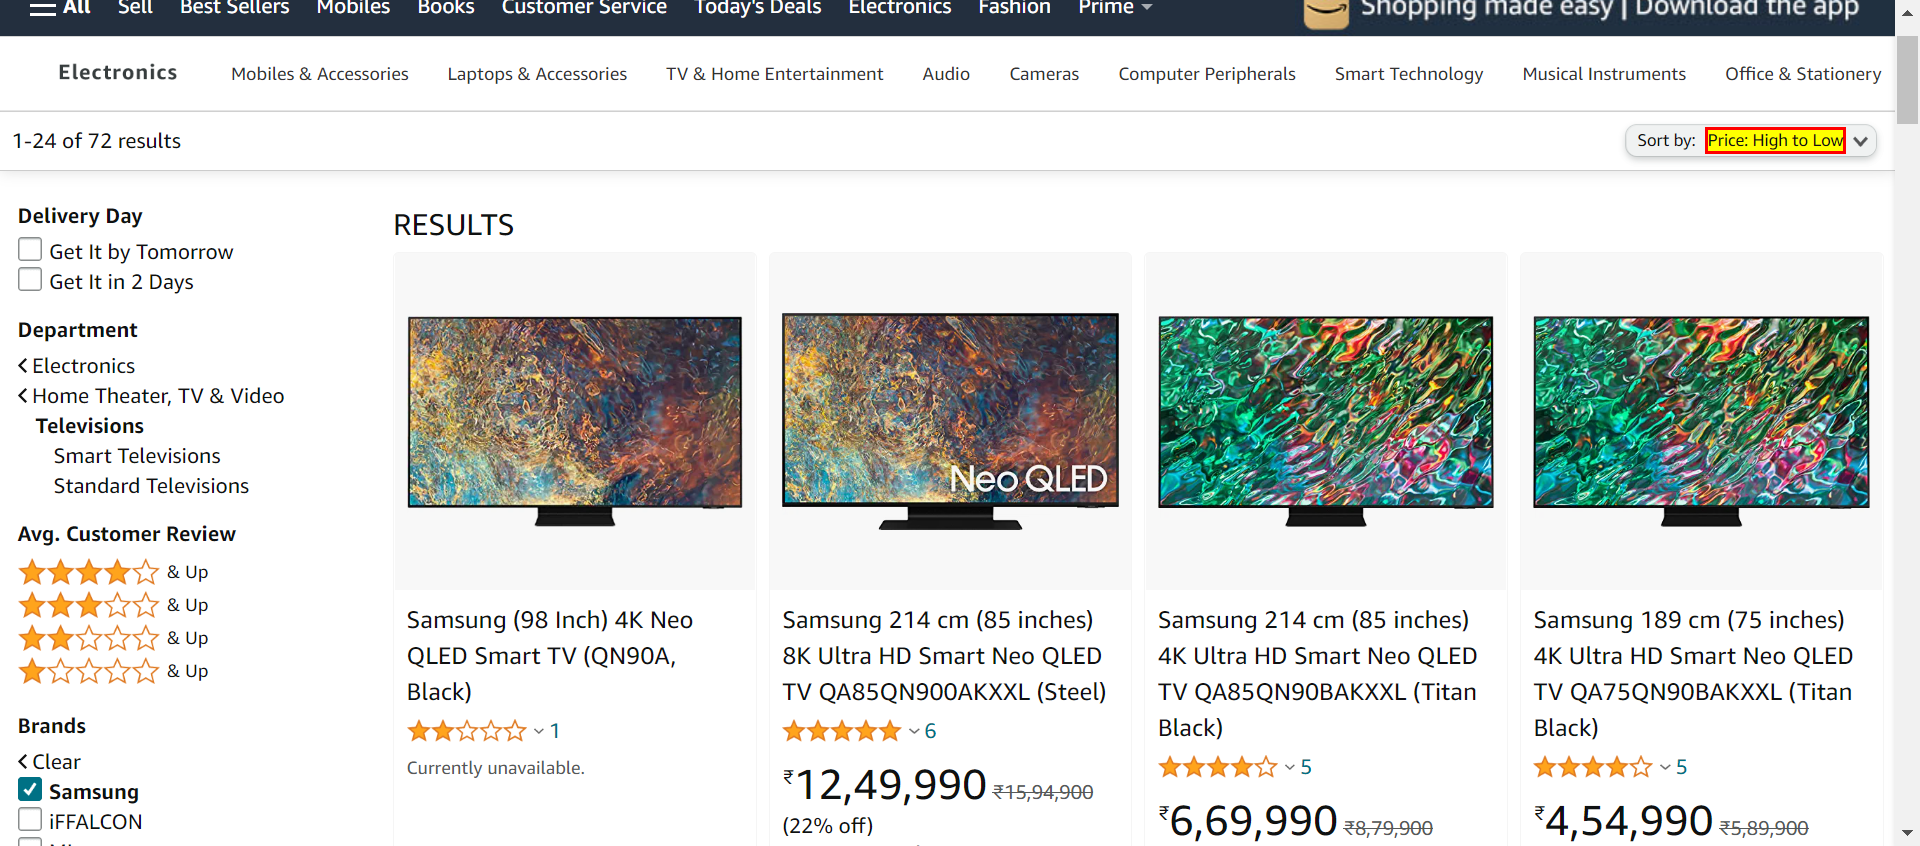 All Sell Best Sellers Mobiles Books Customer Service Today's Deals Electronics Fashion Prime Shopping made easy | Download the app
Electronics Mobiles & Accessories Laptops & Accessories TV & Home Entertainment Audio Cameras Computer Peripherals Smart Technology Musical Instruments Office & Stationery
1-24 of 72 results
Sort by: Price: High to Low
Delivery Day
Get It by Tomorrow
Get It in 2 Days
Department
Electronics
Home Theater, TV & Video
Televisions
Smart Televisions
Standard Televisions
Avg. Customer Review
& Up
& Up
& Up
& Up
Brands
Clear
Samsung
iFFALCON
RESULTS
Samsung (98 Inch) 4K Neo
QLED Smart TV (QN90A,
Black)
1
Currently unavailable.
Neo QLED
Samsung 214 cm (85 inches)
8K Ultra HD Smart Neo QLED
TV QA85QN900AKXXL (Steel)
6
₹12,49,990 ₹15,94,900
(22% off)
Samsung 214 cm (85 inches)
4K Ultra HD Smart Neo QLED
TV QA85QN90BAKXXL (Titan
Black)
5
₹6,69,990 ₹8,79,900
Samsung 189 cm (75 inches)
4K Ultra HD Smart Neo QLED
TV QA75QN90BAKXXL (Titan
Black)
5
₹4,54,990 ₹5,89,900